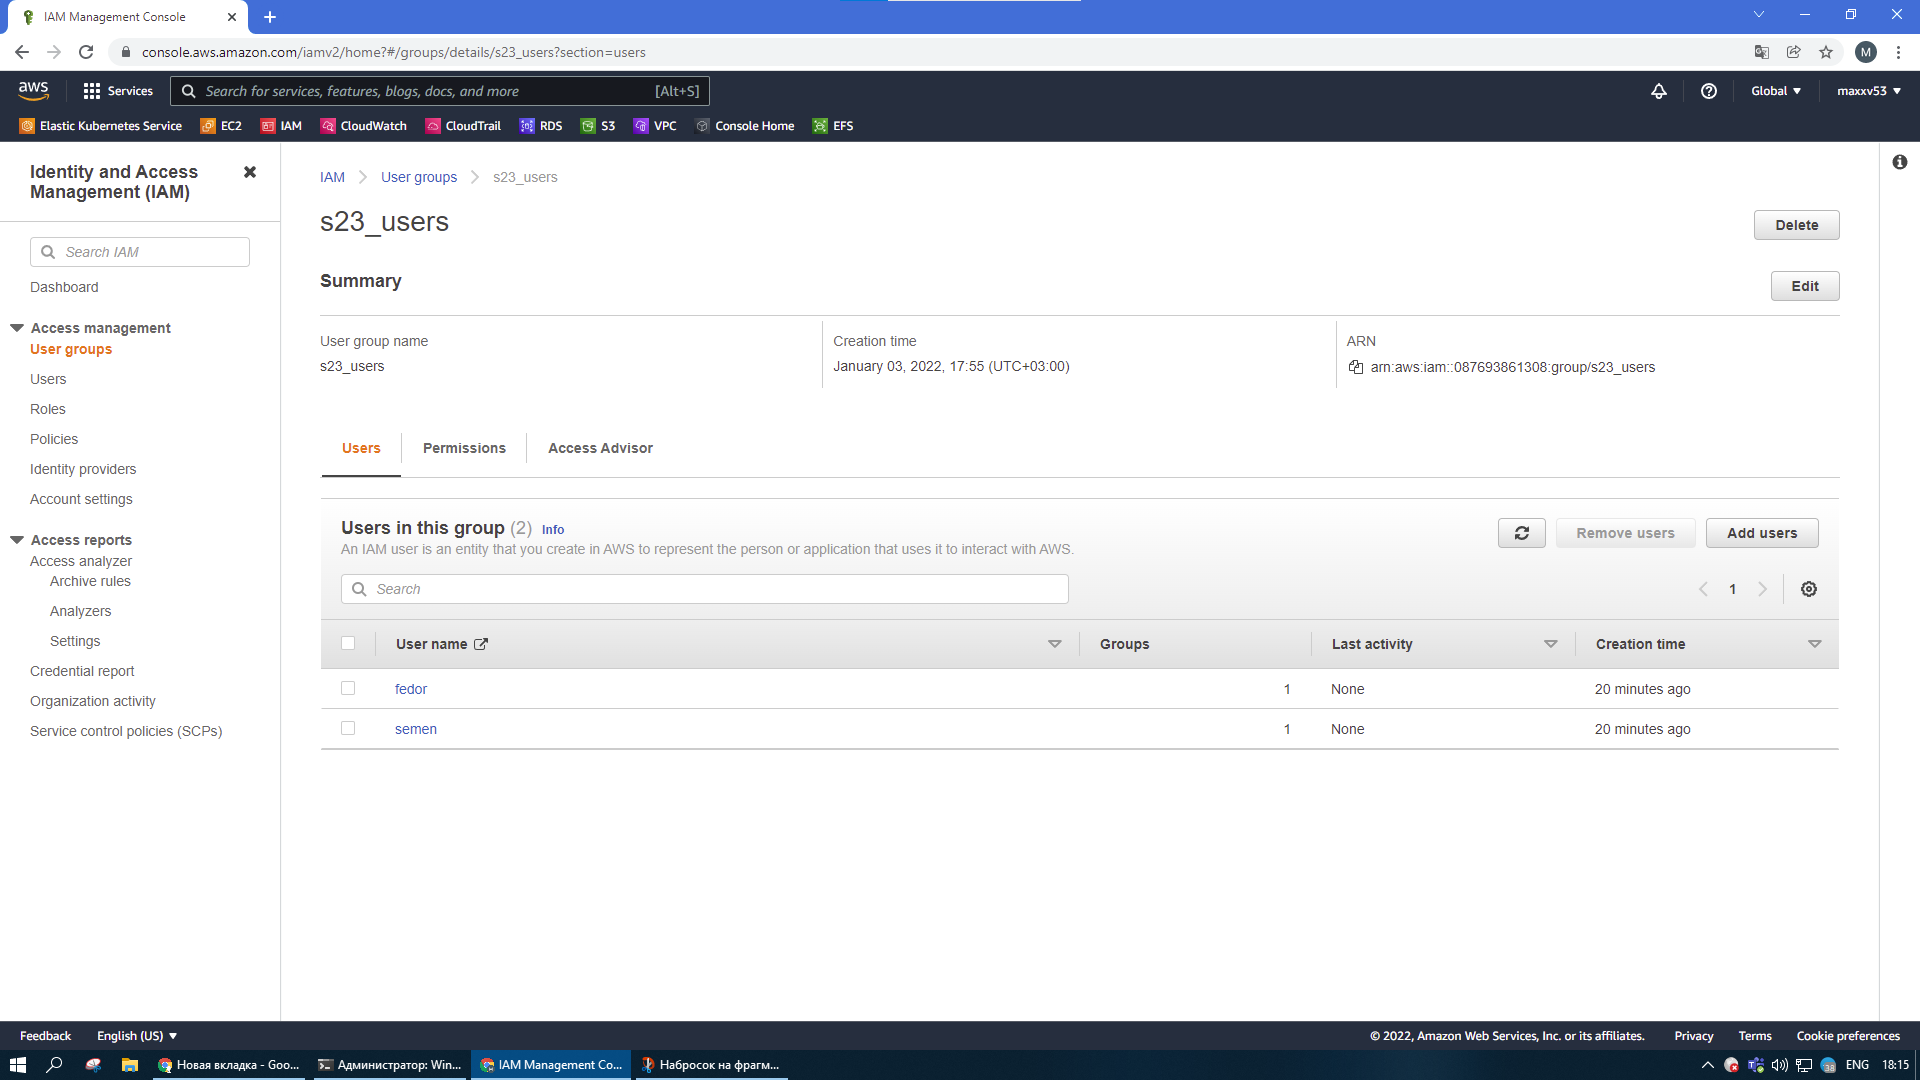 IAM Management Console
console.aws.amazon.com/iamv2/home?#/groups/details/s23_users?section=users
M
aws
Services
Search for services, features, blogs, docs, and more
[Alt+S]
Global
maxxv53
Elastic Kubernetes Service
EC2
IAM
CloudWatch
CloudTrail
RDS
S3
VPC
Console Home
EFS
Identity and Access
Management (IAM)
Search IAM
Dashboard
Access management
User groups
Users
Roles
Policies
Identity providers
Account settings
Access reports
Access analyzer
Archive rules
Analyzers
Settings
Credential report
Organization activity
Service control policies (SCPs)
IAM
User groups
s23_users
s23_users
Delete
Summary
Edit
User group name
s23_users
Creation time
January 03, 2022, 17:55 (UTC+03:00)
ARN
arn:aws:iam::087693861308:group/s23_users
Users
Permissions
Access Advisor
Users in this group (2) Info
An IAM user is an entity that you create in AWS to represent the person or application that uses it to interact with AWS.
Remove users
Add users
Search
1
User name
Groups
Last activity
Creation time
fedor 1 None 20 minutes ago
semen 1 None 20 minutes ago
Feedback
English (US)
© 2022, Amazon Web Services, Inc. or its affiliates.
Privacy
Terms
Cookie preferences
Новая вкладка - Goo...
Администратор: Win...
IAM Management Co...
Набросок на фрагм...
38
ENG
18:15